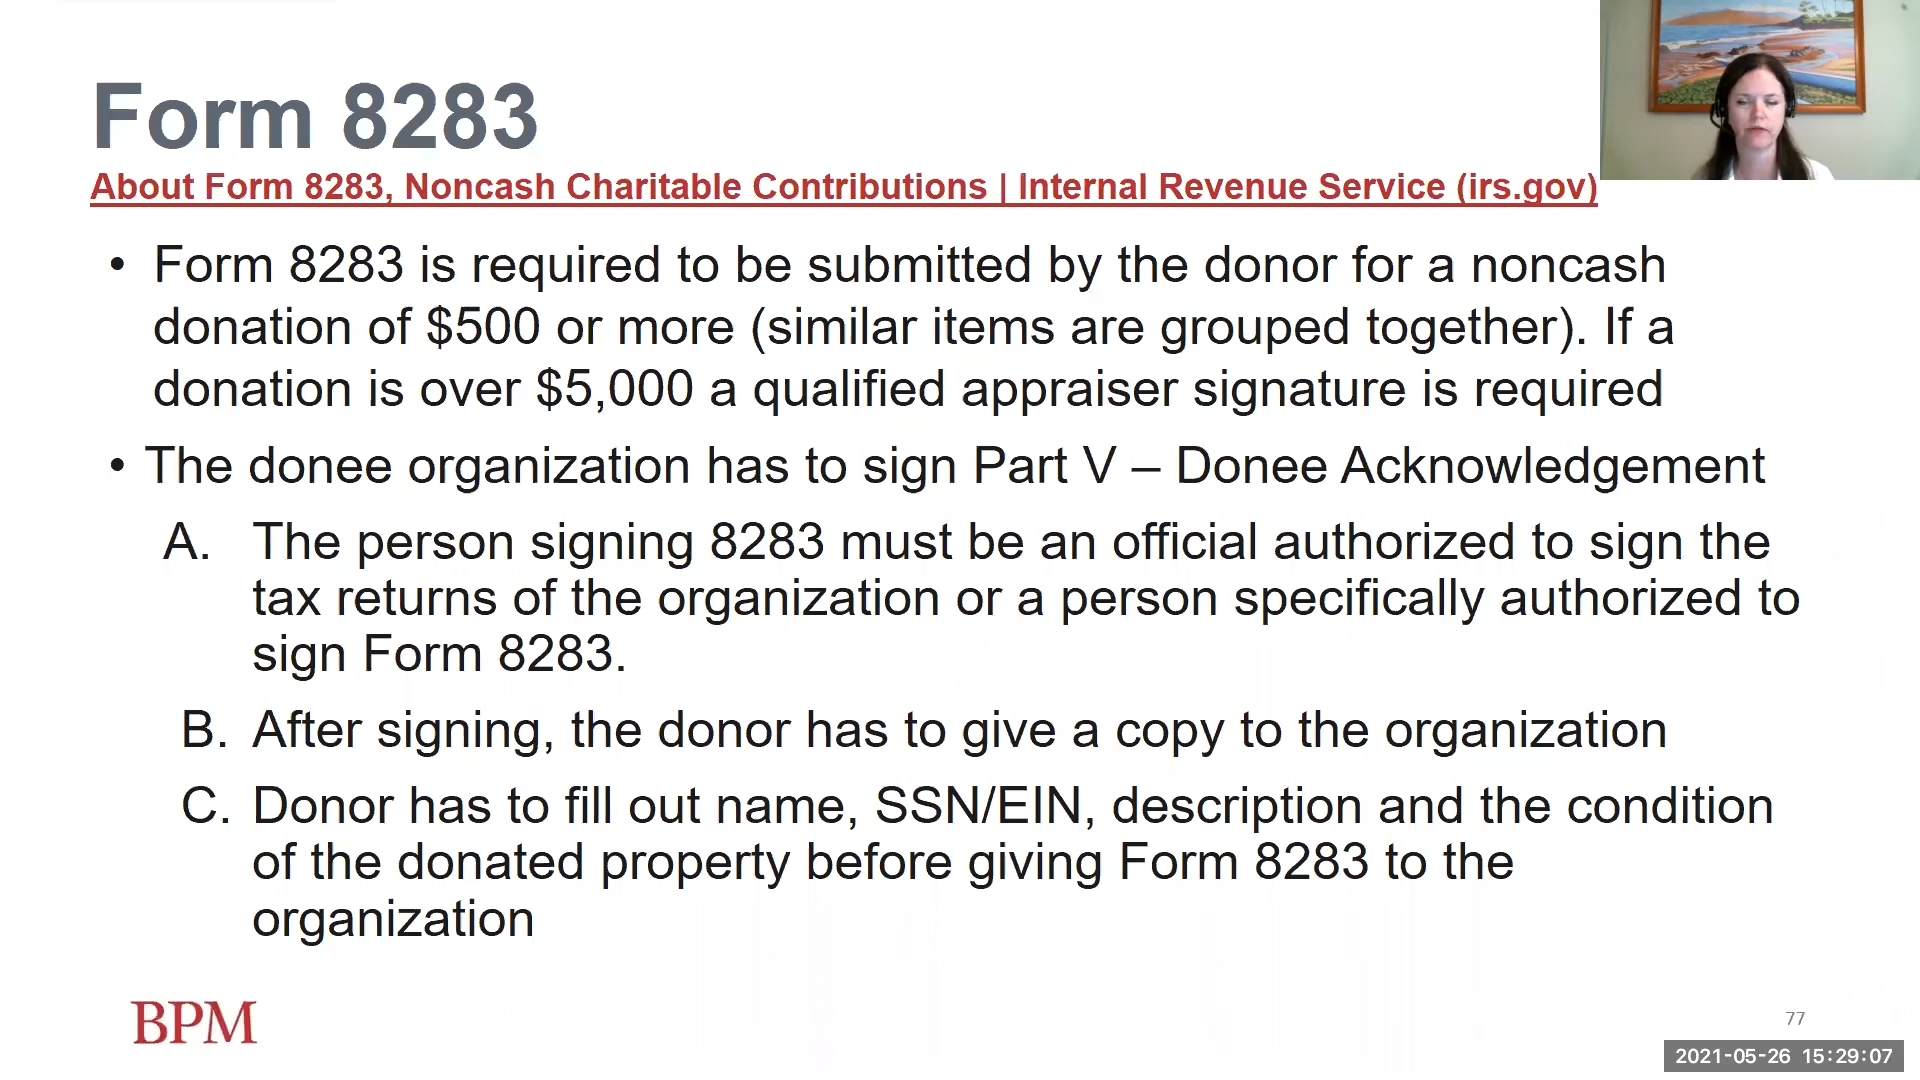 Form 8283
About Form 8283, Noncash Charitable Contributions | Internal Revenue Service (irs.gov)
• Form 8283 is required to be submitted by the donor for a noncash
donation of $500 or more (similar items are grouped together). If a
donation is over $5,000 a qualified appraiser signature is required
• The donee organization has to sign Part V – Donee Acknowledgement
A. The person signing 8283 must be an official authorized to sign the
tax returns of the organization or a person specifically authorized to
sign Form 8283.
B. After signing, the donor has to give a copy to the organization
C. Donor has to fill out name, SSN/EIN, description and the condition
of the donated property before giving Form 8283 to the
organization
BPM
77
2021-05-26 15:29:07